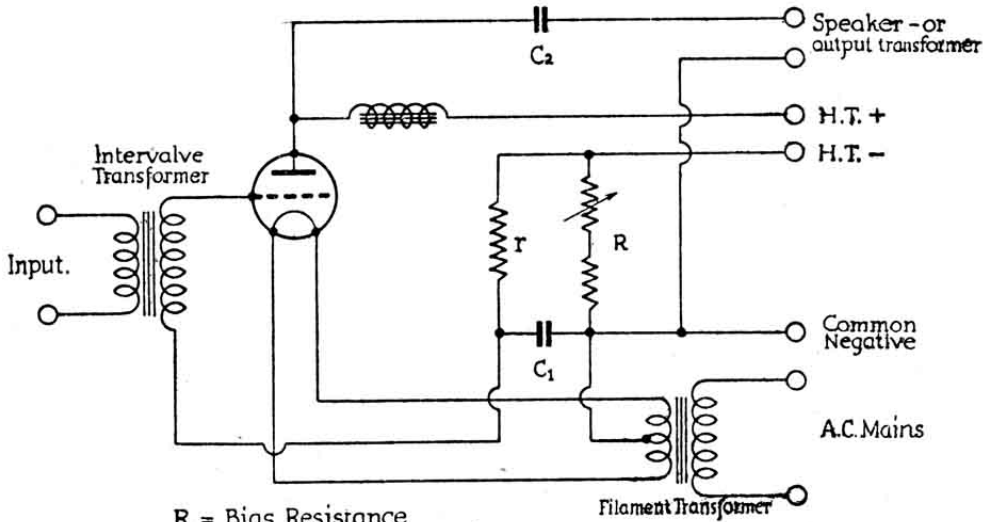 Speaker - or
output transformer
C2
H.T. +
H.T. -
Intervalve
Transformer
r
R
Input.
Common
Negative
C1
A.C. Mains
Filament Transformer
R = Bias Resistance